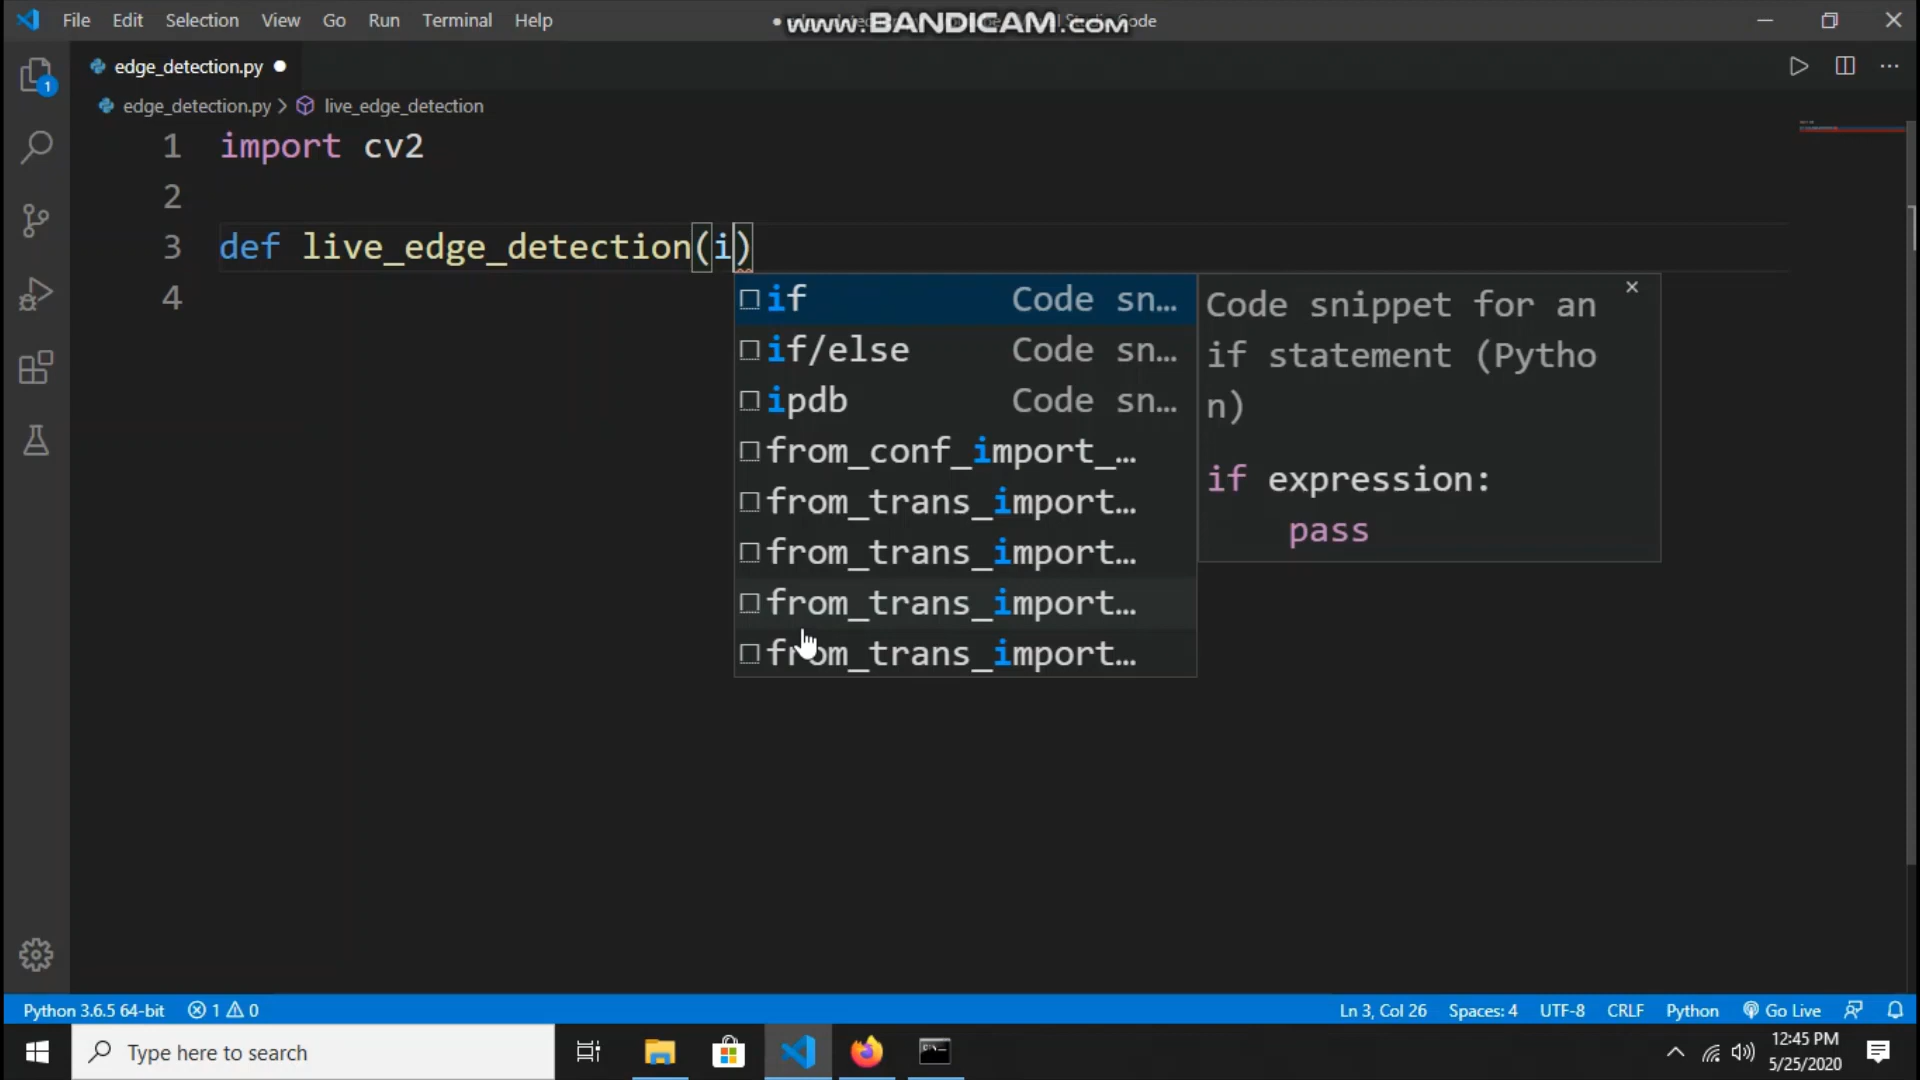 File Edit Selection View Go Run Terminal Help
www.BANDICAM.com
Code
edge_detection.py
edge_detection.py > live_edge_detection
1 import cv2
2
3 def live_edge_detection(i)
4
if Code sn…
if/else Code sn…
ipdb Code sn…
from_conf_import_…
from_trans_import…
from_trans_import…
from_trans_import…
from_trans_import…
Code snippet for an
if statement (Pytho
n)
if expression:
pass
1
Python 3.6.5 64-bit 1 0
Ln 3, Col 26 Spaces: 4 UTF-8 CRLF Python Go Live
Type here to search
12:45 PM
5/25/2020